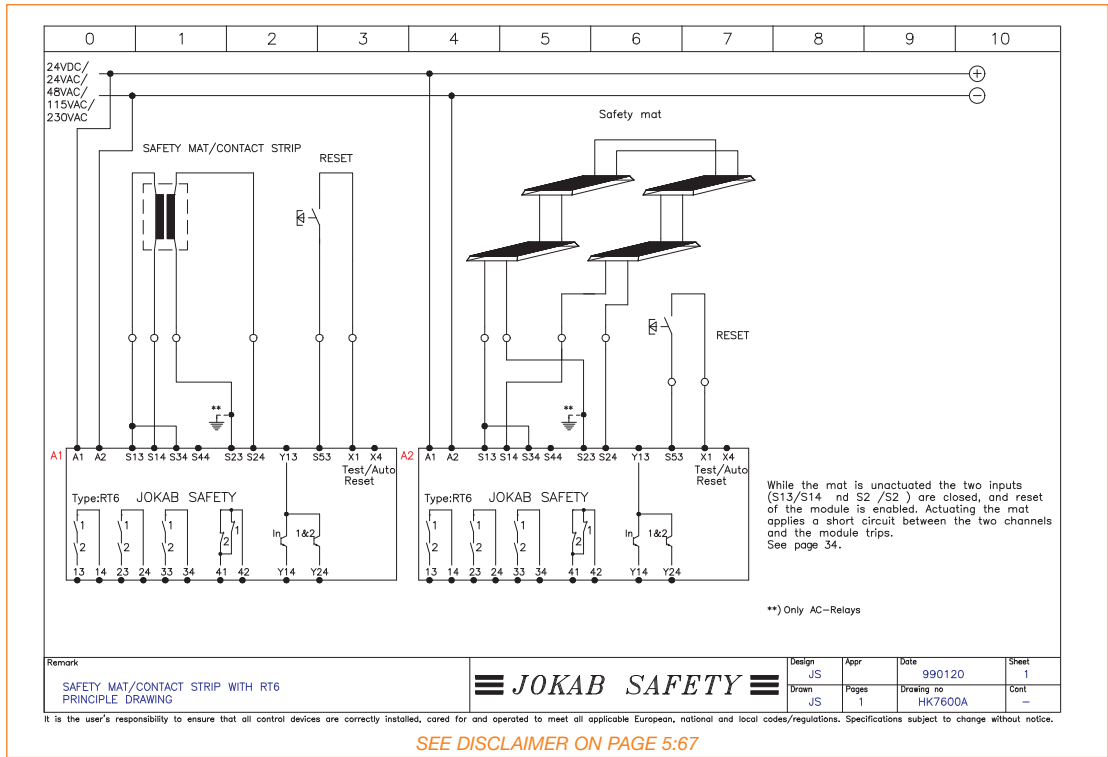 0 1 2 3 4 5 6 7 8 9 10
24VDC/
24VAC/
48VAC/
115VAC/
230VAC
+
−
Safety mat
SAFETY MAT/CONTACT STRIP
RESET
RESET
**
**
A1
A1 A2 S13 S14 S34 S44 S23 S24 Y13 S53 X1 X4
Test/Auto
Reset
Type:RT6 JOKAB SAFETY
1 1 1 1
2 2 2 2
In 1&2
13 14 23 24 33 34 41 42 Y14 Y24
A2
A1 A2 S13 S14 S34 S44 S23 S24 Y13 S53 X1 X4
Test/Auto
Reset
Type:RT6 JOKAB SAFETY
1 1 1 1
2 2 2 2
In 1&2
13 14 23 24 33 34 41 42 Y14 Y24
While the mat is unactuated the two inputs
(S13/S14 nd S2 /S2 ) are closed, and reset
of the module is enabled. Actuating the mat
applies a short circuit between the two channels
and the module trips.
See page 34.
**) Only AC-Relays
Remark
SAFETY MAT/CONTACT STRIP WITH RT6
PRINCIPLE DRAWING
JOKAB SAFETY
Design JS
Appr
Date 990120
Sheet 1
Drawn JS
Pages 1
Drawing no HK7600A
Cont −
It is the user's responsibility to ensure that all control devices are correctly installed, cared for and operated to meet all applicable European, national and local codes/regulations. Specifications subject to change without notice.
SEE DISCLAIMER ON PAGE 5:67